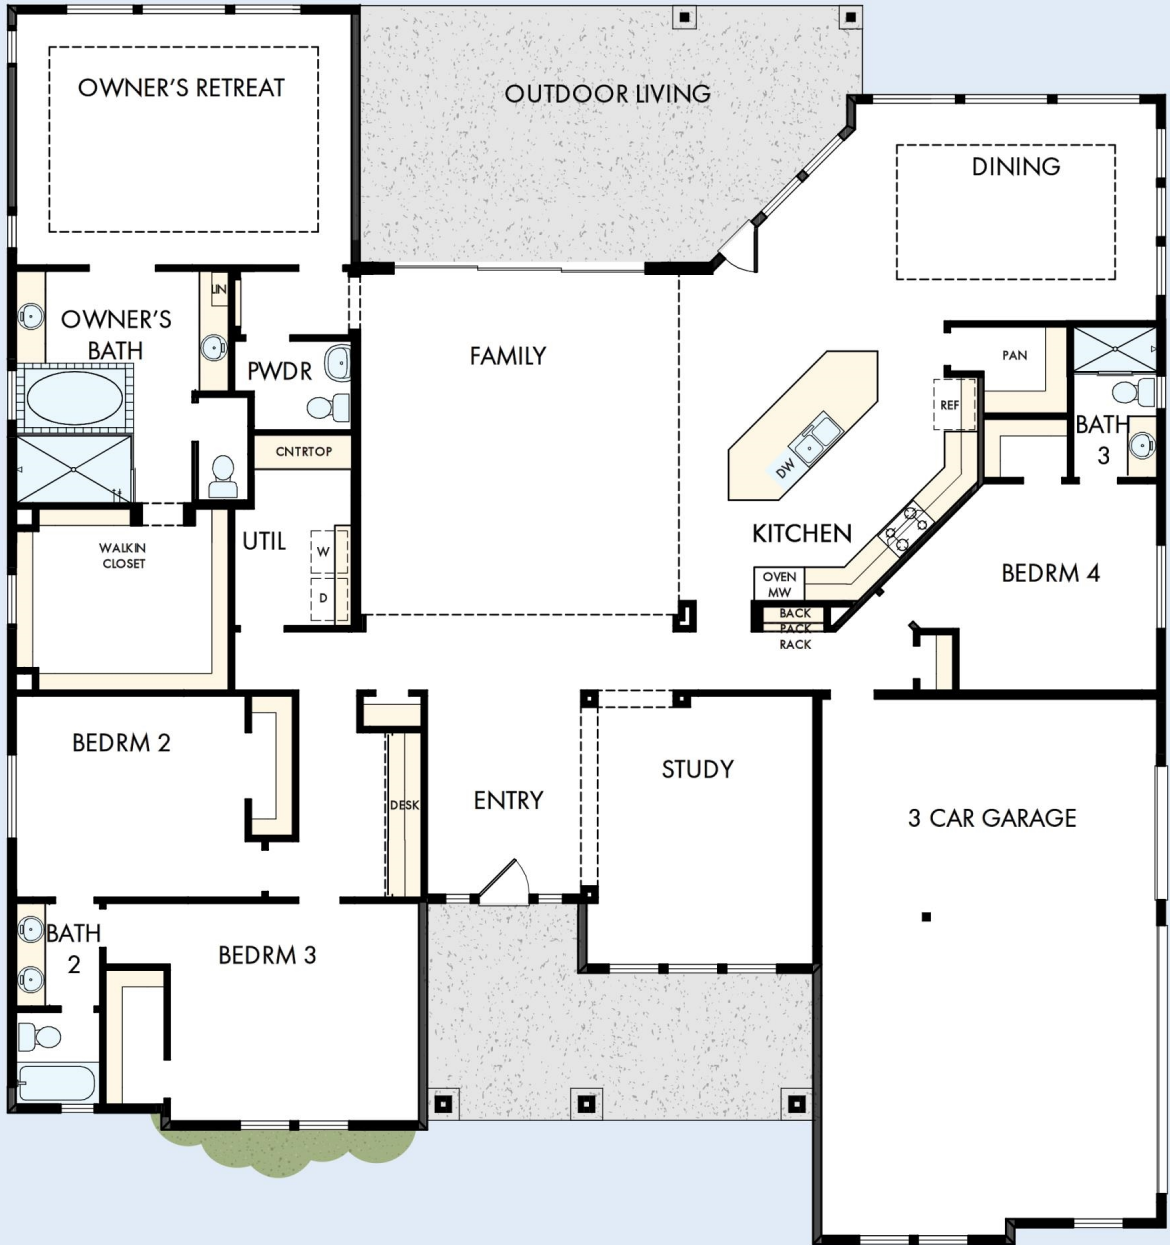 OWNER'S RETREAT
OUTDOOR LIVING
DINING
LIN
OWNER'S
BATH
PWDR
FAMILY
PAN
REF
BATH
3
CNTRTOP
DW
KITCHEN
UTIL
W
D
WALKIN
CLOSET
OVEN
MW
BEDRM 4
BACK
PACK
RACK
BEDRM 2
DESK
ENTRY
STUDY
3 CAR GARAGE
BATH
2
BEDRM 3